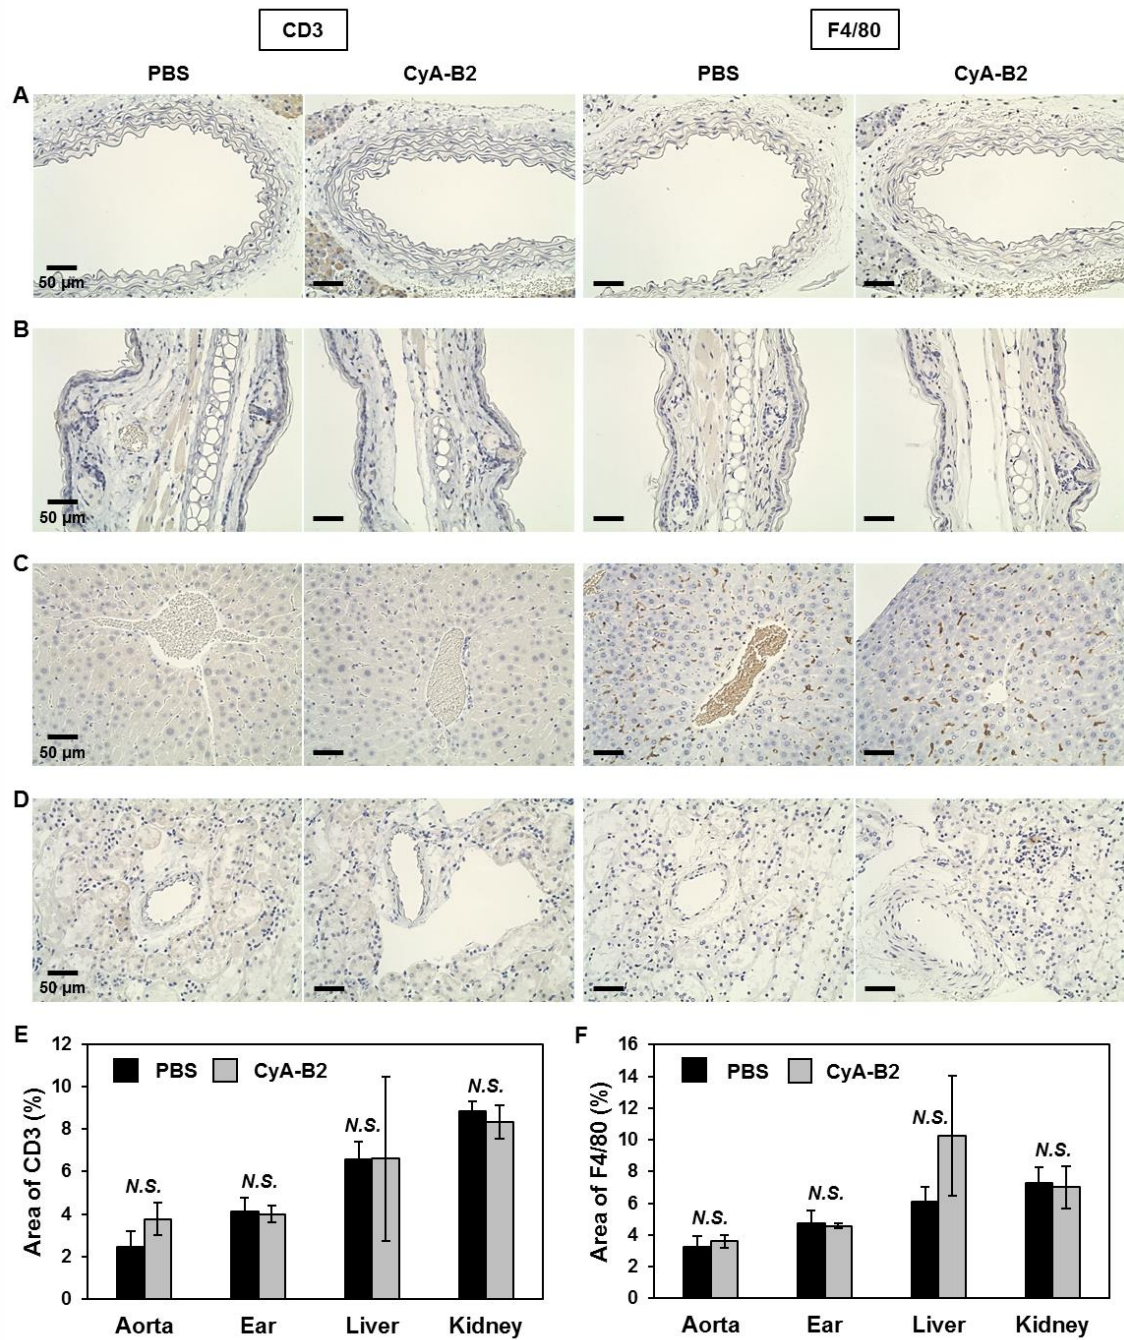 CD3 F4/80
PBS CyA-B2 PBS CyA-B2
A
50 µm
B
50 µm
C
50 µm
D
50 µm
E
12
10
8
6
4
2
0
Area of CD3 (%)
PBS CyA-B2
N.S. N.S. N.S. N.S.
Aorta Ear Liver Kidney
F
16
14
12
10
8
6
4
2
0
Area of F4/80 (%)
PBS CyA-B2
N.S. N.S. N.S. N.S.
Aorta Ear Liver Kidney